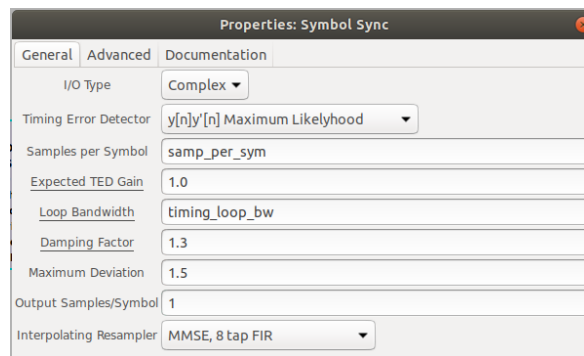 Properties: Symbol Sync
General Advanced Documentation
I/O Type Complex
Timing Error Detector y[n]y'[n] Maximum Likelyhood
Samples per Symbol samp_per_sym
Expected TED Gain 1.0
Loop Bandwidth timing_loop_bw
Damping Factor 1.3
Maximum Deviation 1.5
Output Samples/Symbol 1
Interpolating Resampler MMSE, 8 tap FIR